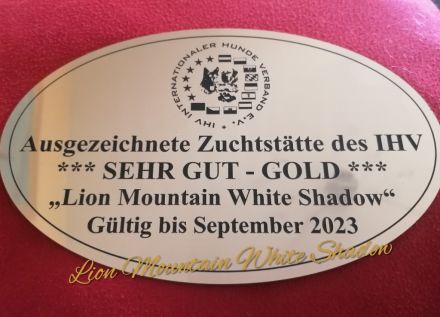 IHV INTERNATIONALER HUNDE VERBAND E.V.
Ausgezeichnete Zuchtstätte des IHV
*** SEHR GUT - GOLD ***
„Lion Mountain White Shadow“
Gültig bis September 2023
Lion Mountain White Shadow